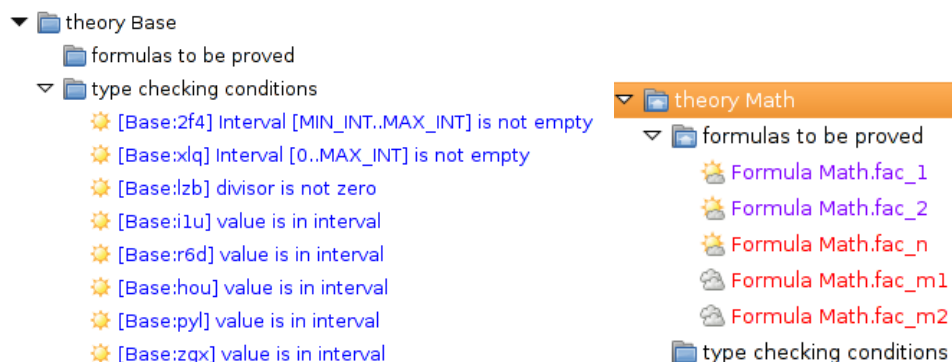 theory Base
formulas to be proved
type checking conditions
[Base:2f4] Interval [MIN_INT..MAX_INT] is not empty
[Base:xlq] Interval [0..MAX_INT] is not empty
[Base:lzb] divisor is not zero
[Base:i1u] value is in interval
[Base:r6d] value is in interval
[Base:hou] value is in interval
[Base:pyl] value is in interval
[Base:zgx] value is in interval
theory Math
formulas to be proved
Formula Math.fac_1
Formula Math.fac_2
Formula Math.fac_n
Formula Math.fac_m1
Formula Math.fac_m2
type checking conditions